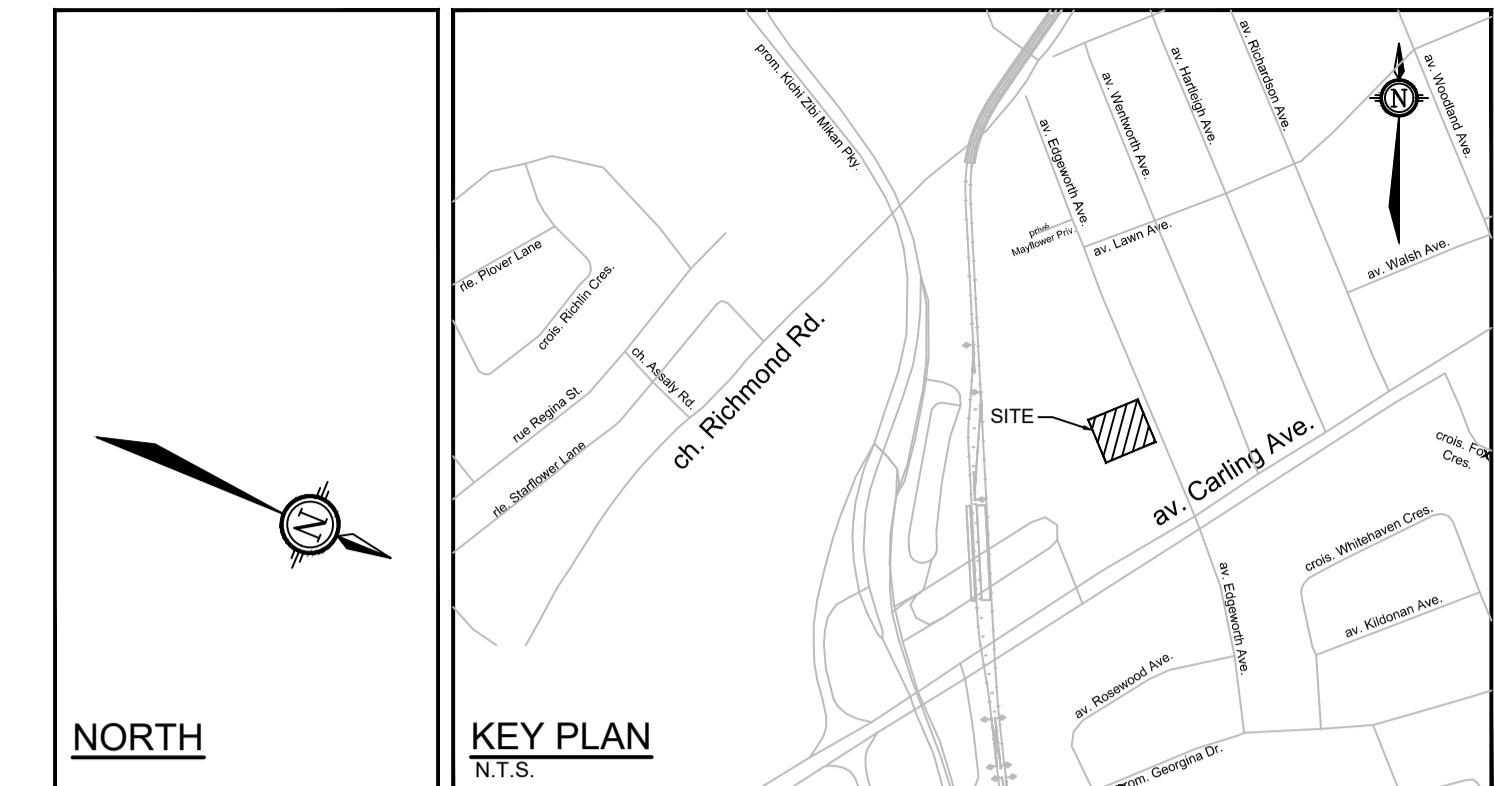 N
NORTH
prom. Kichi Zibi Mikan Pky.
av. Edgeworth Ave.
av. Wentworth Ave.
av. Hartleigh Ave.
av. Richardson Ave.
N
av. Woodland Ave.
privé
Mayflower Priv.
av. Lawn Ave.
av. Walsh Ave.
rle. Plover Lane
crois. Richlin Cres.
ch. Assaly Rd.
ch. Richmond Rd.
rue Regina St.
rle. Starflower Lane
SITE
av. Carling Ave.
crois. Fox
Cres.
crois. Whitehaven Cres.
av. Edgeworth Ave.
av. Kildonan Ave.
av. Rosewood Ave.
prom. Georgina Dr.
KEY PLAN
N.T.S.